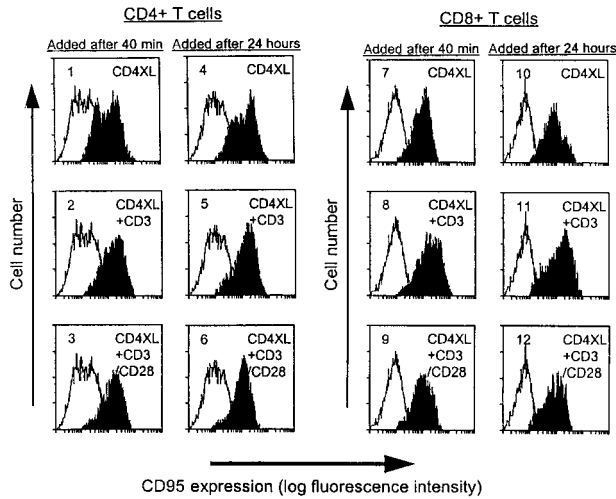 CD4+ T cells
Added after 40 min
Added after 24 hours
1
CD4XL
4
CD4XL
2
CD4XL
+CD3
5
CD4XL
+CD3
3
CD4XL
+CD3
/CD28
6
CD4XL
+CD3
/CD28
Cell number
CD8+ T cells
Added after 40 min
Added after 24 hours
7
CD4XL
10
CD4XL
8
CD4XL
+CD3
11
CD4XL
+CD3
9
CD4XL
+CD3
/CD28
12
CD4XL
+CD3
/CD28
Cell number
CD95 expression (log fluorescence intensity)